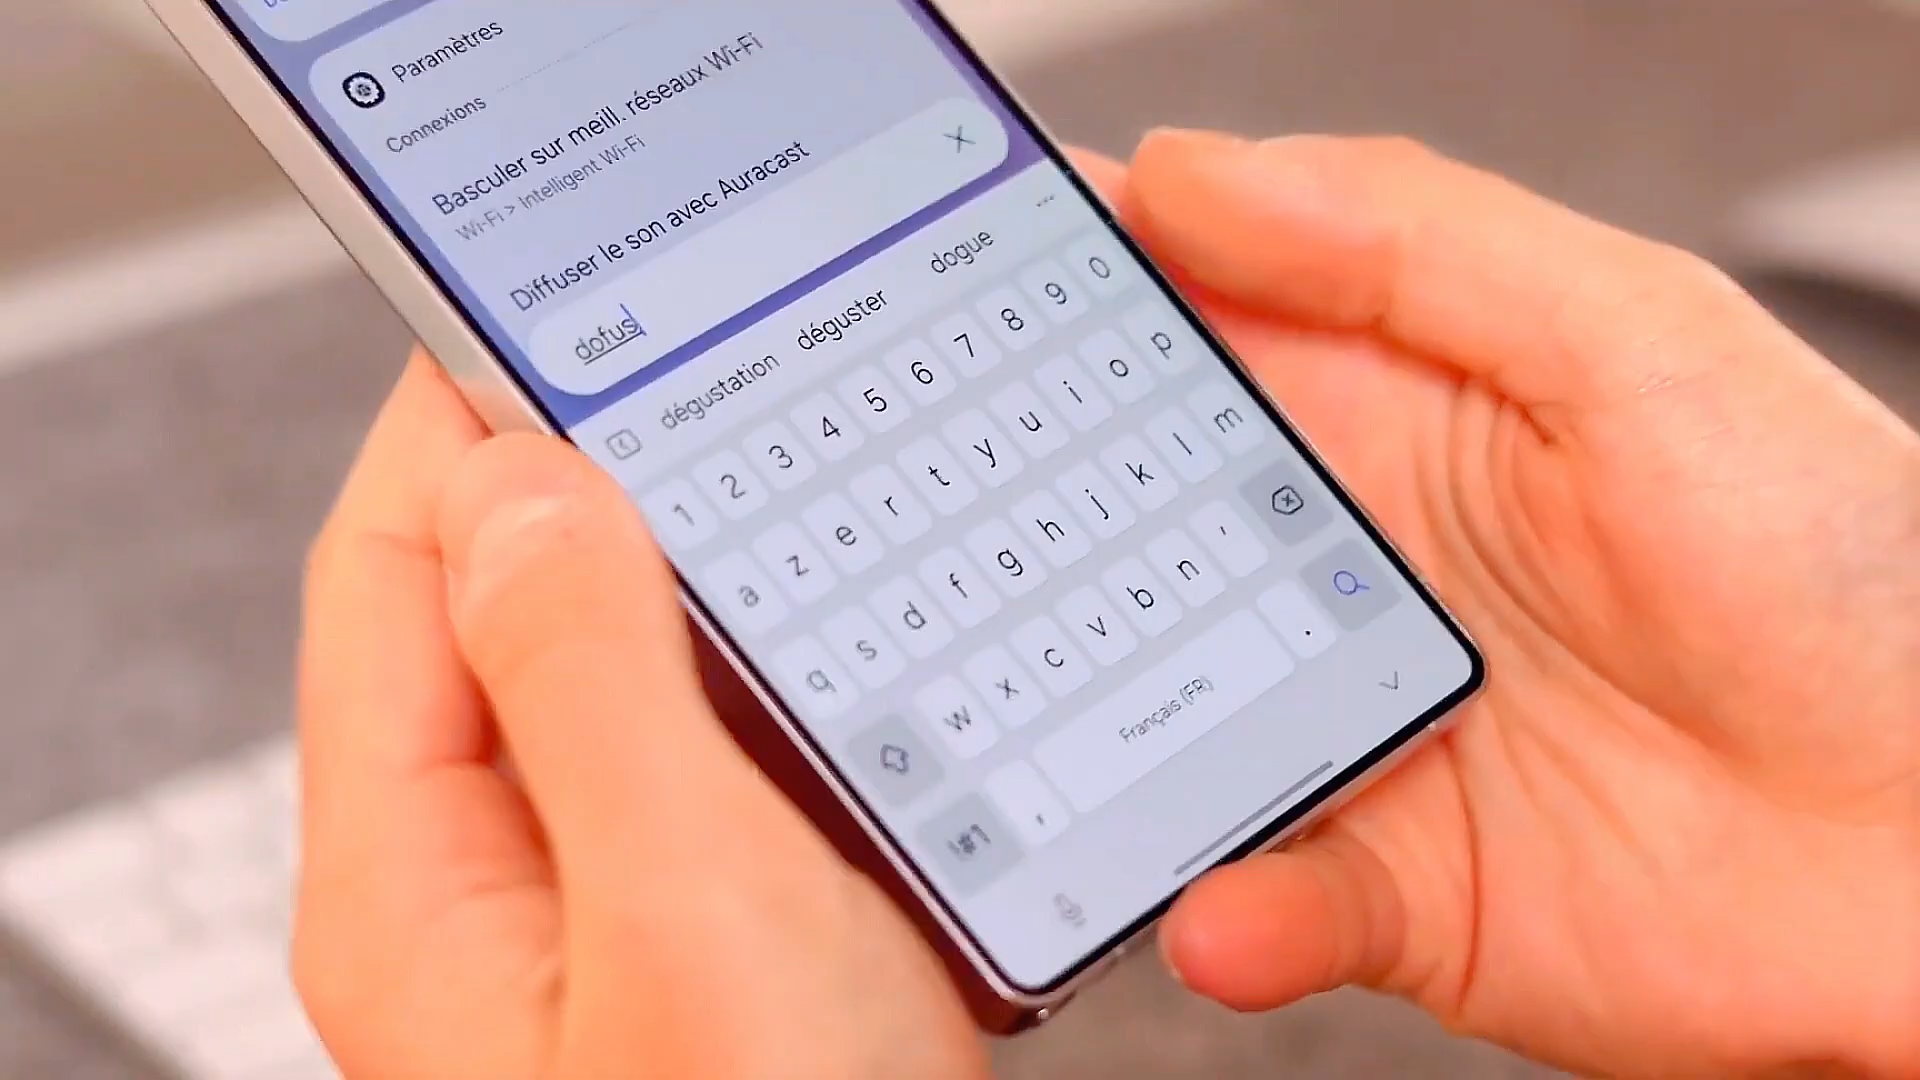 Paramètres
Connexions
Basculer sur meill. réseaux Wi-Fi
Wi-Fi > Intelligent Wi-Fi
Diffuser le son avec Auracast
dofus
dégustation déguster dogue ...
1 2 3 4 5 6 7 8 9 0
a z e r t y u i o p
q s d f g h j k l m
w x c v b n '
!#1 , Français (FR) .